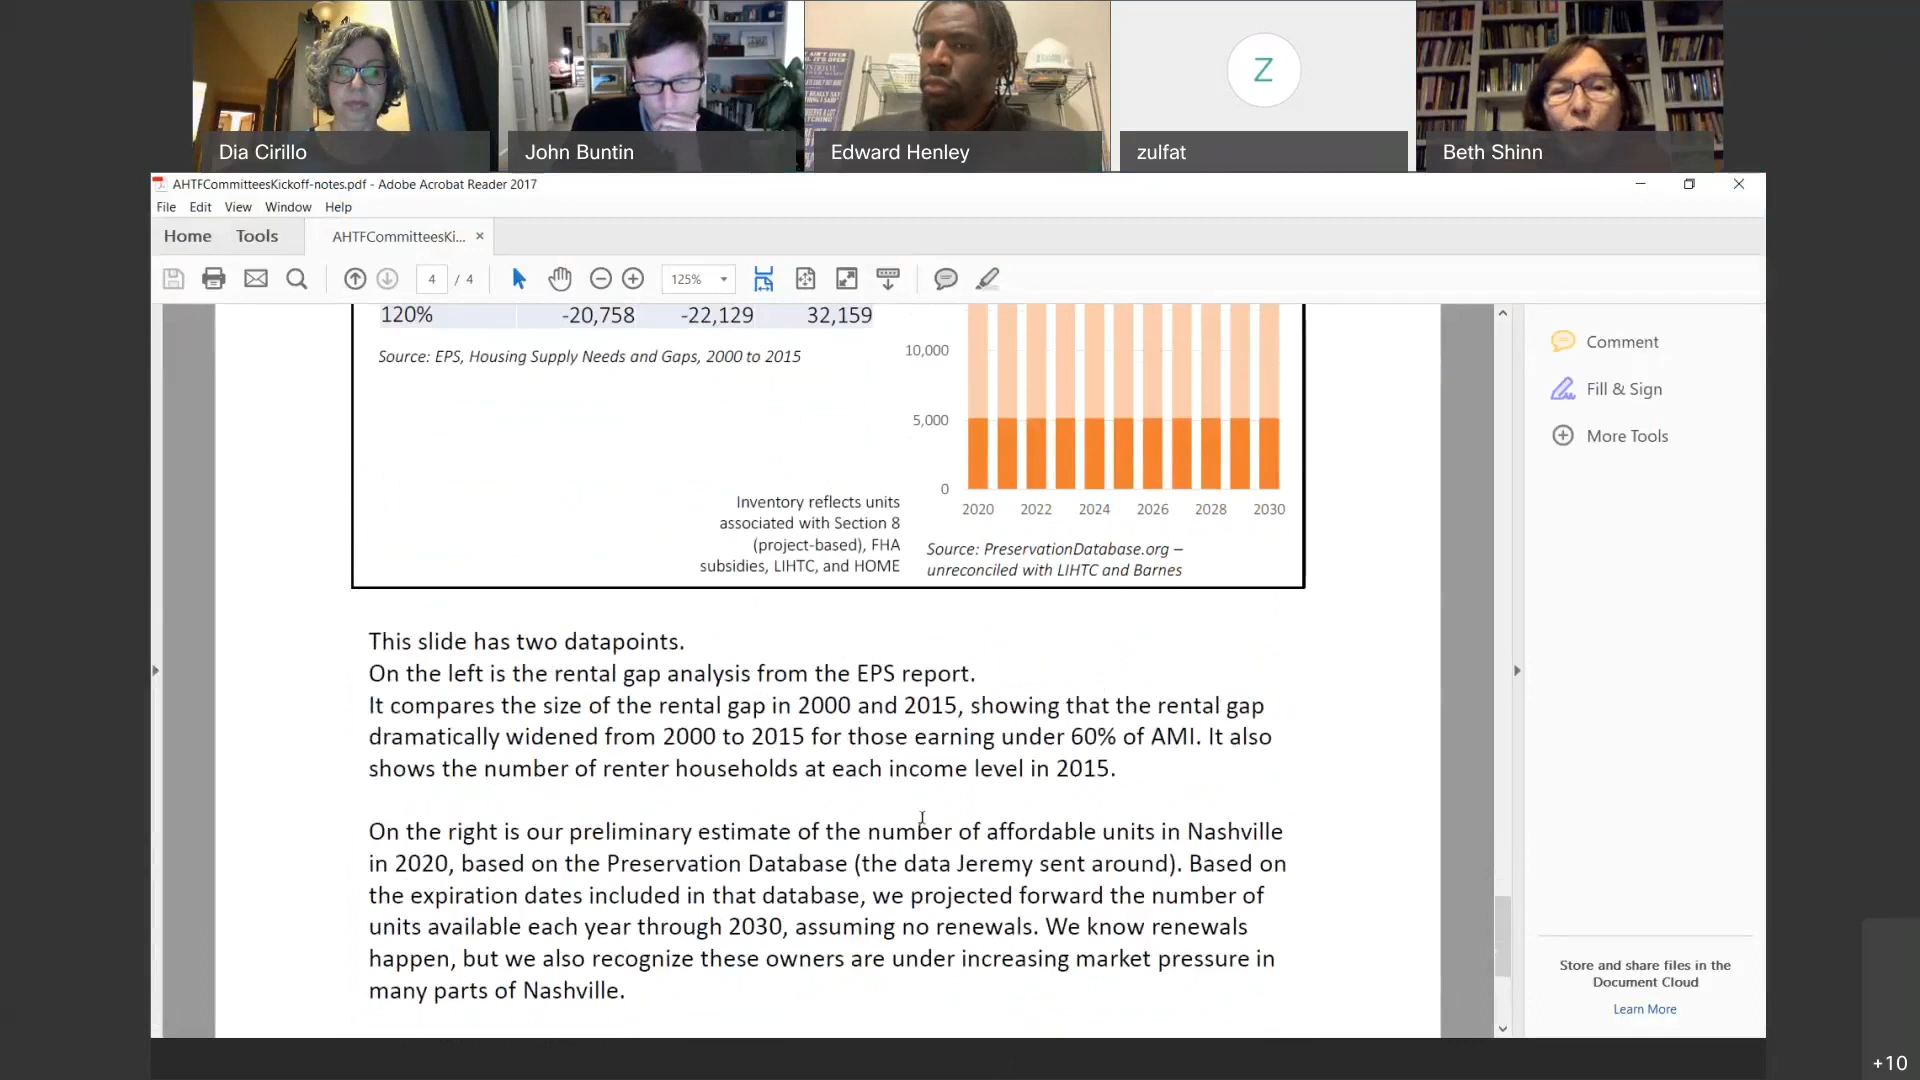 Dia Cirillo
John Buntin
Edward Henley
Z
zulfat
Beth Shinn
AHTFCommitteesKickoff-notes.pdf - Adobe Acrobat Reader 2017
File Edit View Window Help
Home Tools AHTFCommitteesKi... ×
4 / 4 125%
120% -20,758 -22,129 32,159
Source: EPS, Housing Supply Needs and Gaps, 2000 to 2015
10,000
5,000
0
2020 2022 2024 2026 2028 2030
Inventory reflects units
associated with Section 8
(project-based), FHA
subsidies, LIHTC, and HOME
Source: PreservationDatabase.org –
unreconciled with LIHTC and Barnes
This slide has two datapoints.
On the left is the rental gap analysis from the EPS report.
It compares the size of the rental gap in 2000 and 2015, showing that the rental gap
dramatically widened from 2000 to 2015 for those earning under 60% of AMI. It also
shows the number of renter households at each income level in 2015.
On the right is our preliminary estimate of the number of affordable units in Nashville
in 2020, based on the Preservation Database (the data Jeremy sent around). Based on
the expiration dates included in that database, we projected forward the number of
units available each year through 2030, assuming no renewals. We know renewals
happen, but we also recognize these owners are under increasing market pressure in
many parts of Nashville.
Comment
Fill & Sign
More Tools
Store and share files in the
Document Cloud
Learn More
+10